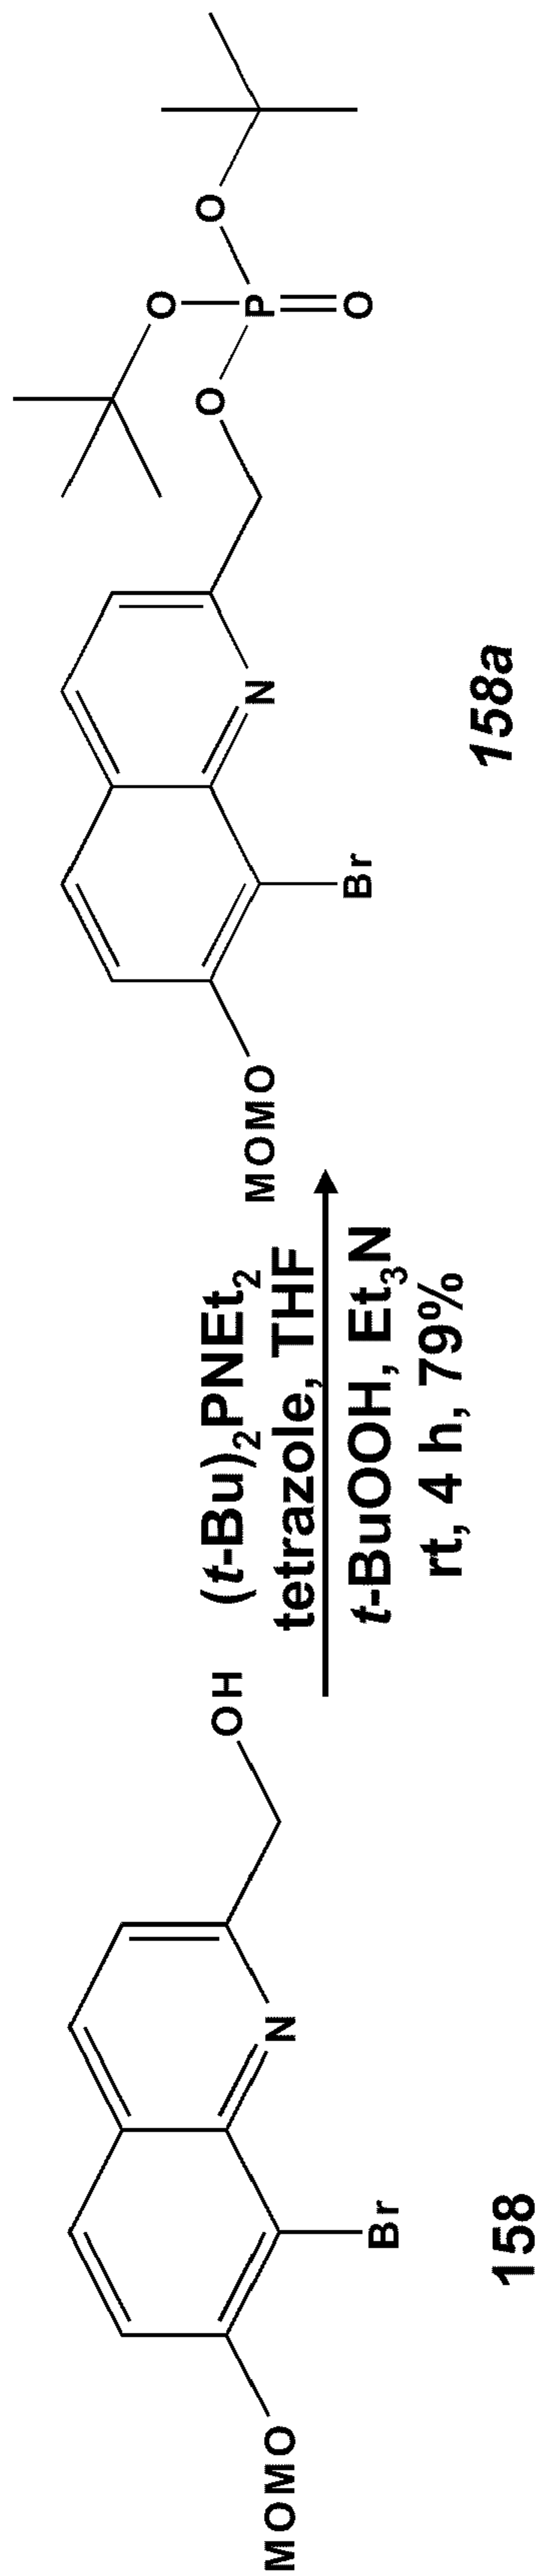 MOMO
Br
N
OH
158
(t-Bu)₂PNEt₂
tetrazole, THF
t-BuOOH, Et₃N
rt, 4 h, 79%
MOMO
Br
N
O
O
P
O
O
158a